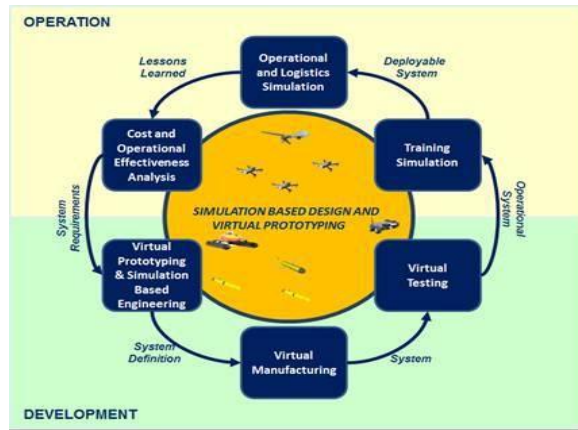 OPERATION
Lessons
Learned
Operational
and Logistics
Simulation
Deployable
System
Cost and
Operational
Effectiveness
Analysis
Training
Simulation
SIMULATION BASED DESIGN AND
VIRTUAL PROTOTYPING
System
Requirements
Operational
System
Virtual
Prototyping
& Simulation
Based
Engineering
Virtual
Testing
System
Definition
Virtual
Manufacturing
System
DEVELOPMENT